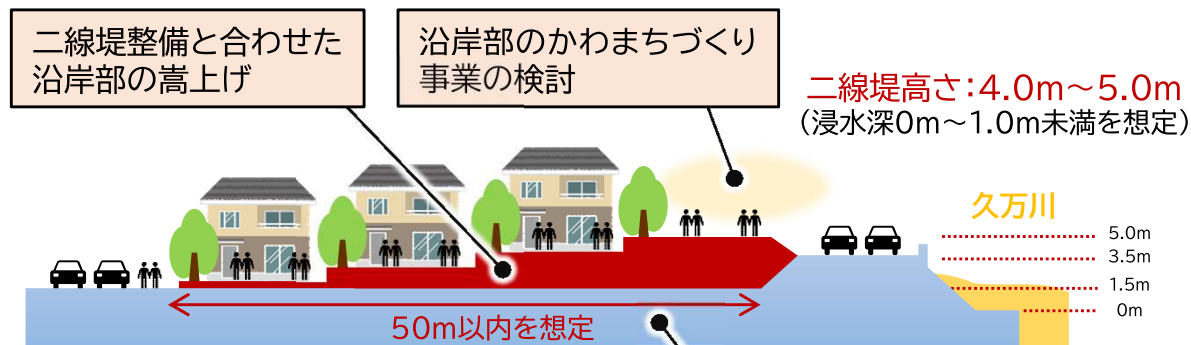 二線堤整備と合わせた
沿岸部の嵩上げ
沿岸部のかわまちづくり
事業の検討
二線堤高さ：4.0m～5.0m
（浸水深0m～1.0m未満を想定）
久万川
5.0m
3.5m
1.5m
0m
50m以内を想定